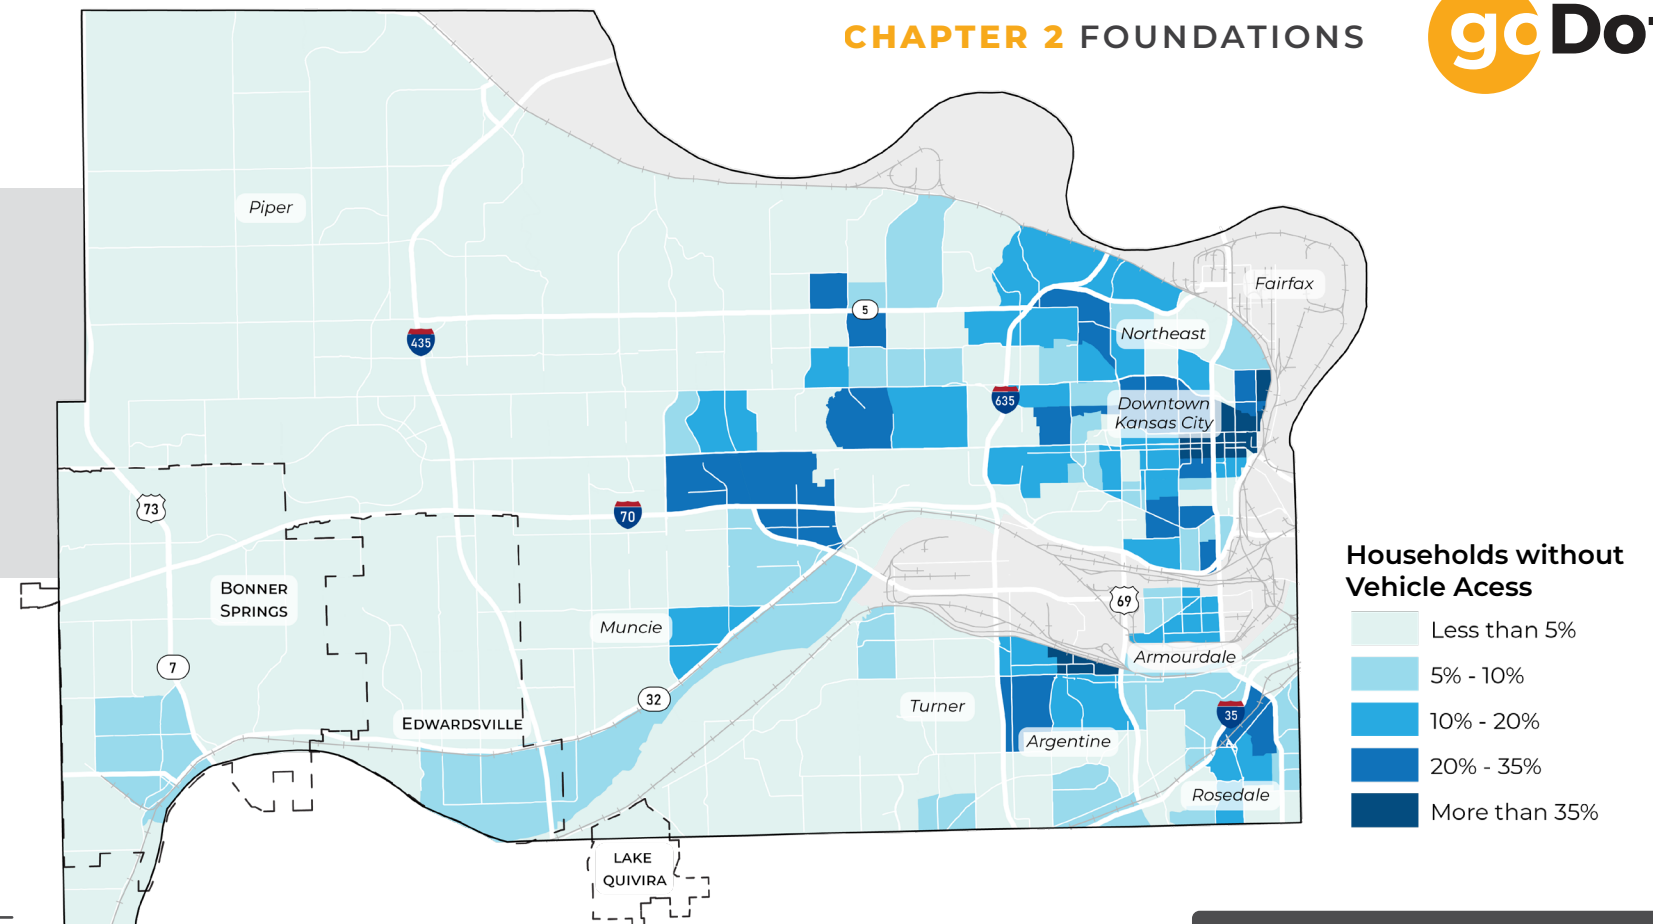 CHAPTER 2 FOUNDATIONS
go Do
Piper
Fairfax
5
Northeast
435
635
Downtown
Kansas City
73
70
Households without
Vehicle Acess
Less than 5%
5% - 10%
10% - 20%
20% - 35%
More than 35%
BONNER
SPRINGS
69
Muncie
Armourdale
7
32
Turner
35
EDWARDSVILLE
Argentine
Rosedale
LAKE
QUIVIRA